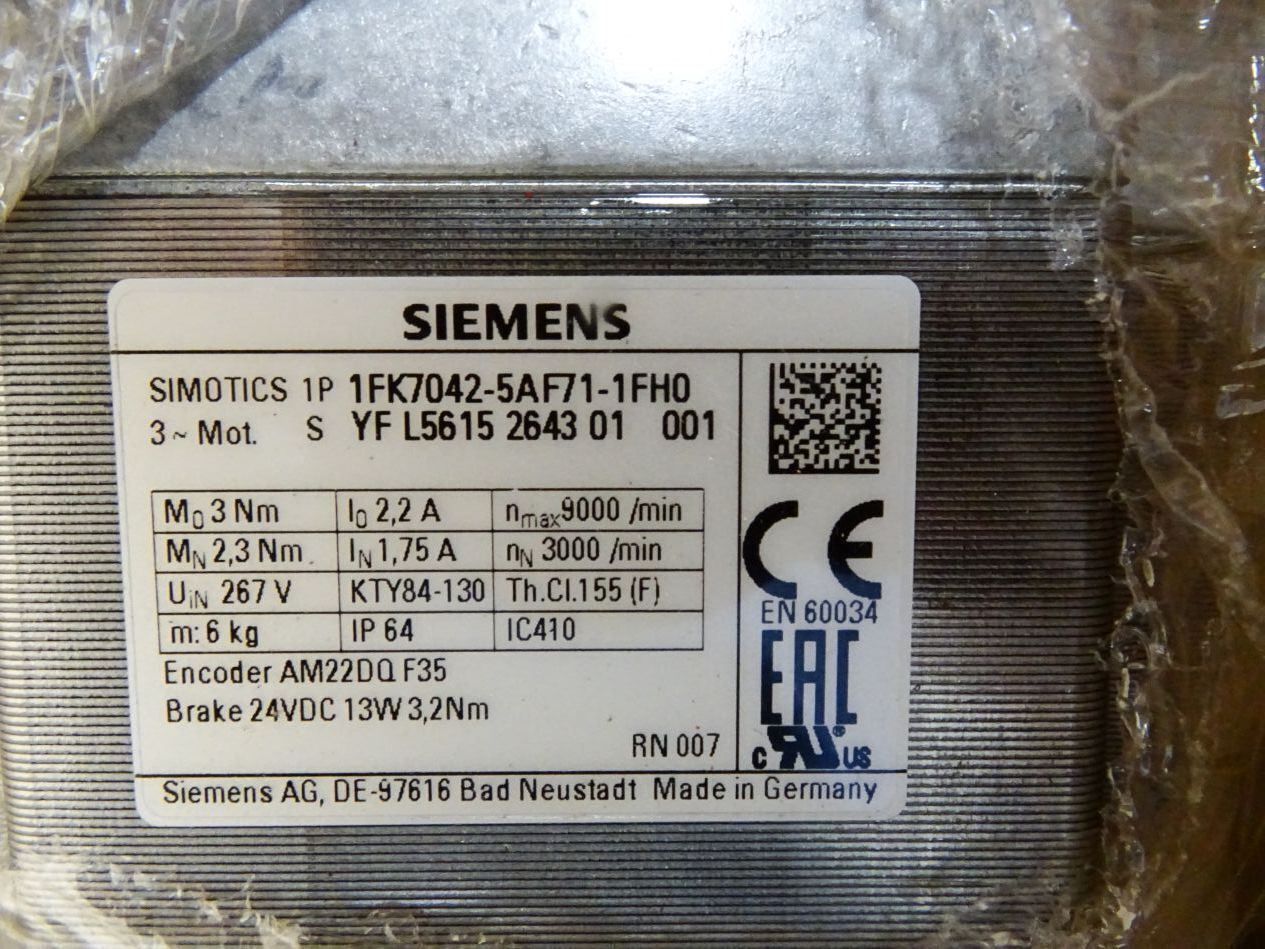 SIEMENS
SIMOTICS 1P 1FK7042-5AF71-1FH0
3~ Mot. S YF L5615 2643 01 001
M0 3 Nm I0 2,2 A nmax 9000 /min
MN 2,3 Nm IN 1,75 A nN 3000 /min
UiN 267 V KTY84-130 Th.Cl.155 (F)
m: 6 kg IP 64 IC410
Encoder AM22DQ F35
Brake 24VDC 13W 3,2Nm
RN 007
CE
EN 60034
EAC
c RU® US
Siemens AG, DE-97616 Bad Neustadt Made in Germany